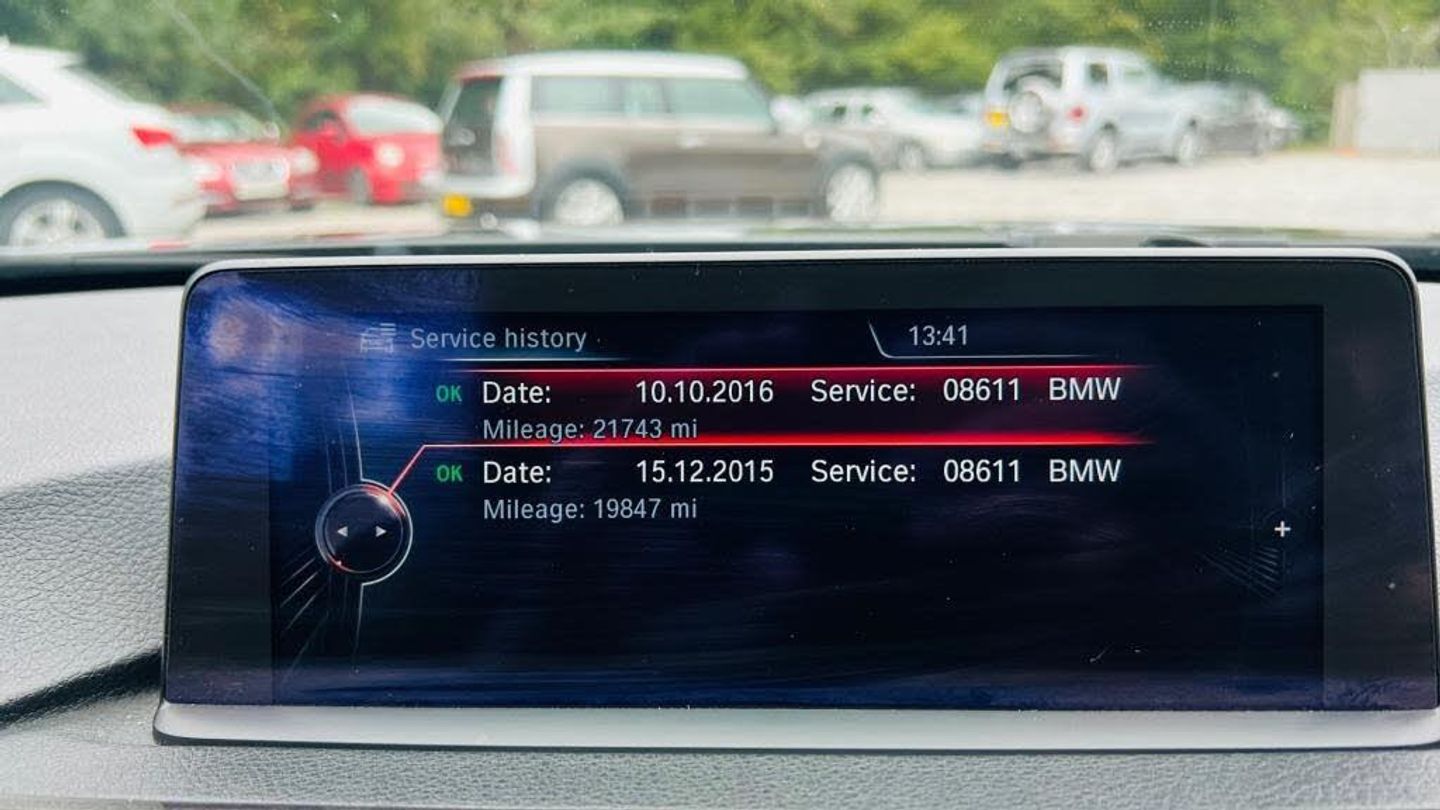 Service history
13:41
OK Date: 10.10.2016 Service: 08611 BMW
Mileage: 21743 mi
OK Date: 15.12.2015 Service: 08611 BMW
Mileage: 19847 mi